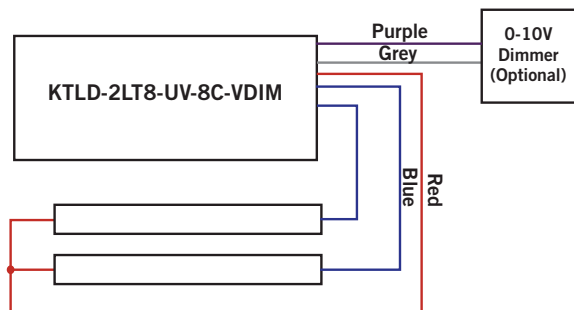 Purple
Grey
0-10V
Dimmer
(Optional)
KTLD-2LT8-UV-8C-VDIM
Blue
Red